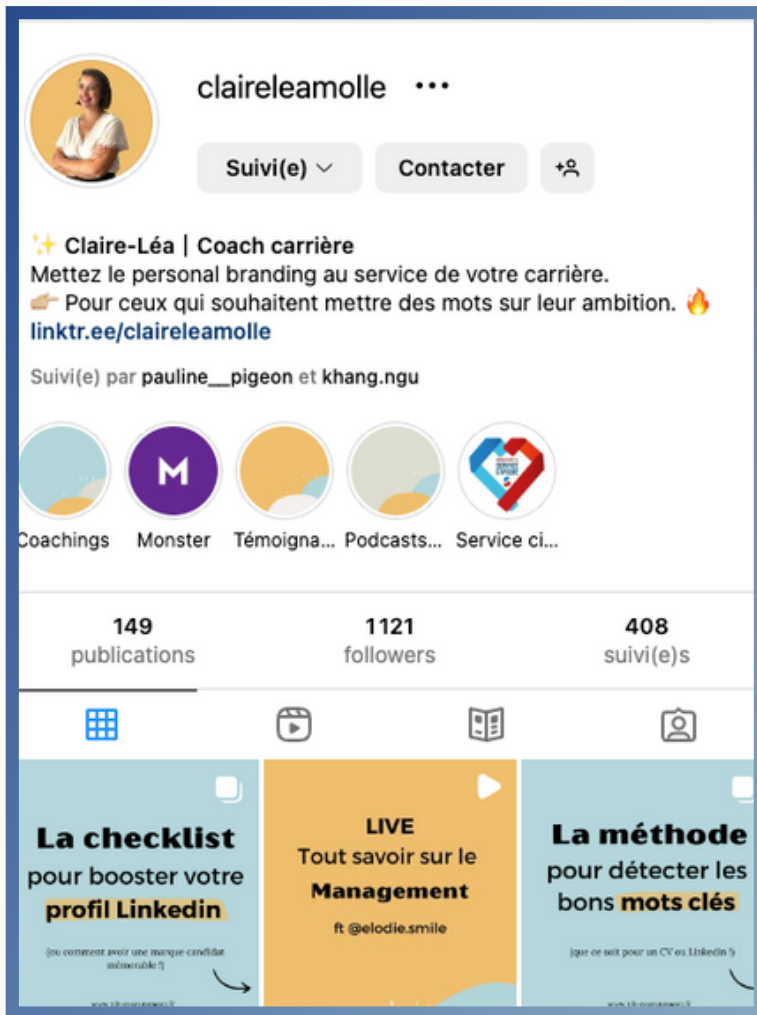 claireleamolle •••
Suivi(e) Contacter
✨ Claire-Léa | Coach carrière
Mettez le personal branding au service de votre carrière.
👉🏼 Pour ceux qui souhaitent mettre des mots sur leur ambition. 🔥
linktr.ee/claireleamolle
Suivi(e) par pauline__pigeon et khang.ngu
M
Coachings Monster Témoigna... Podcasts... Service ci...
149 1121 408
publications followers suivi(e)s
La checklist
pour booster votre
profil Linkedin
(ou comment avoir une marque candidat
mémorable !)
LIVE
Tout savoir sur le
Management
ft @elodie.smile
La méthode
pour détecter les
bons mots clés
(que ce soit pour un CV ou Linkedin !)